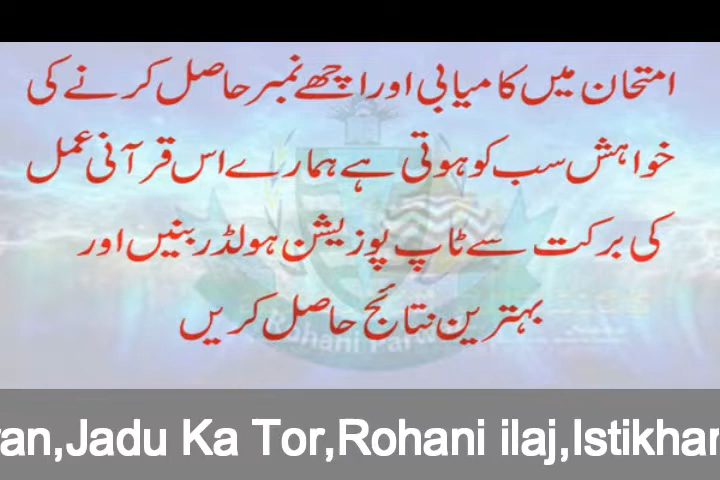 امتحان میں کامیابی اور اچھے نمبر حاصل کرنے کی
خواہش سب کو ہوتی ہے ہمارے اس قرآنی عمل
کی برکت سے ٹاپ پوزیشن ہولڈر بنیں اور
بہترین نتائج حاصل کریں
Rohani
ran,Jadu Ka Tor,Rohani ilaj,Istikhar